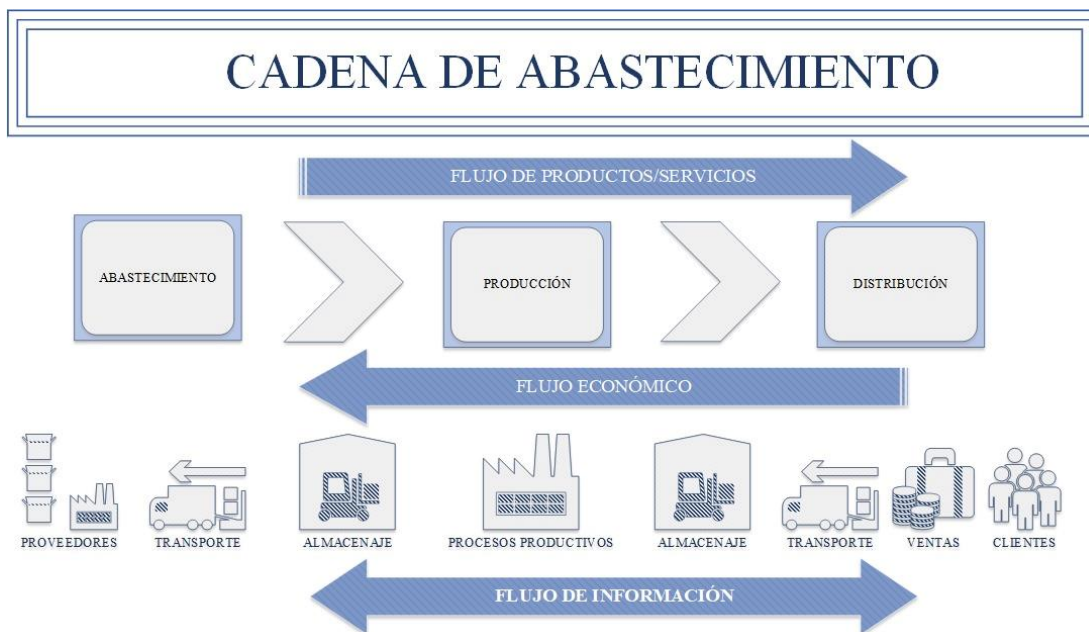 CADENA DE ABASTECIMIENTO
FLUJO DE PRODUCTOS/SERVICIOS
ABASTECIMIENTO
PRODUCCIÓN
DISTRIBUCIÓN
FLUJO ECONÓMICO
PROVEEDORES
TRANSPORTE
ALMACENAJE
PROCESOS PRODUCTIVOS
ALMACENAJE
TRANSPORTE
VENTAS
CLIENTES
FLUJO DE INFORMACIÓN